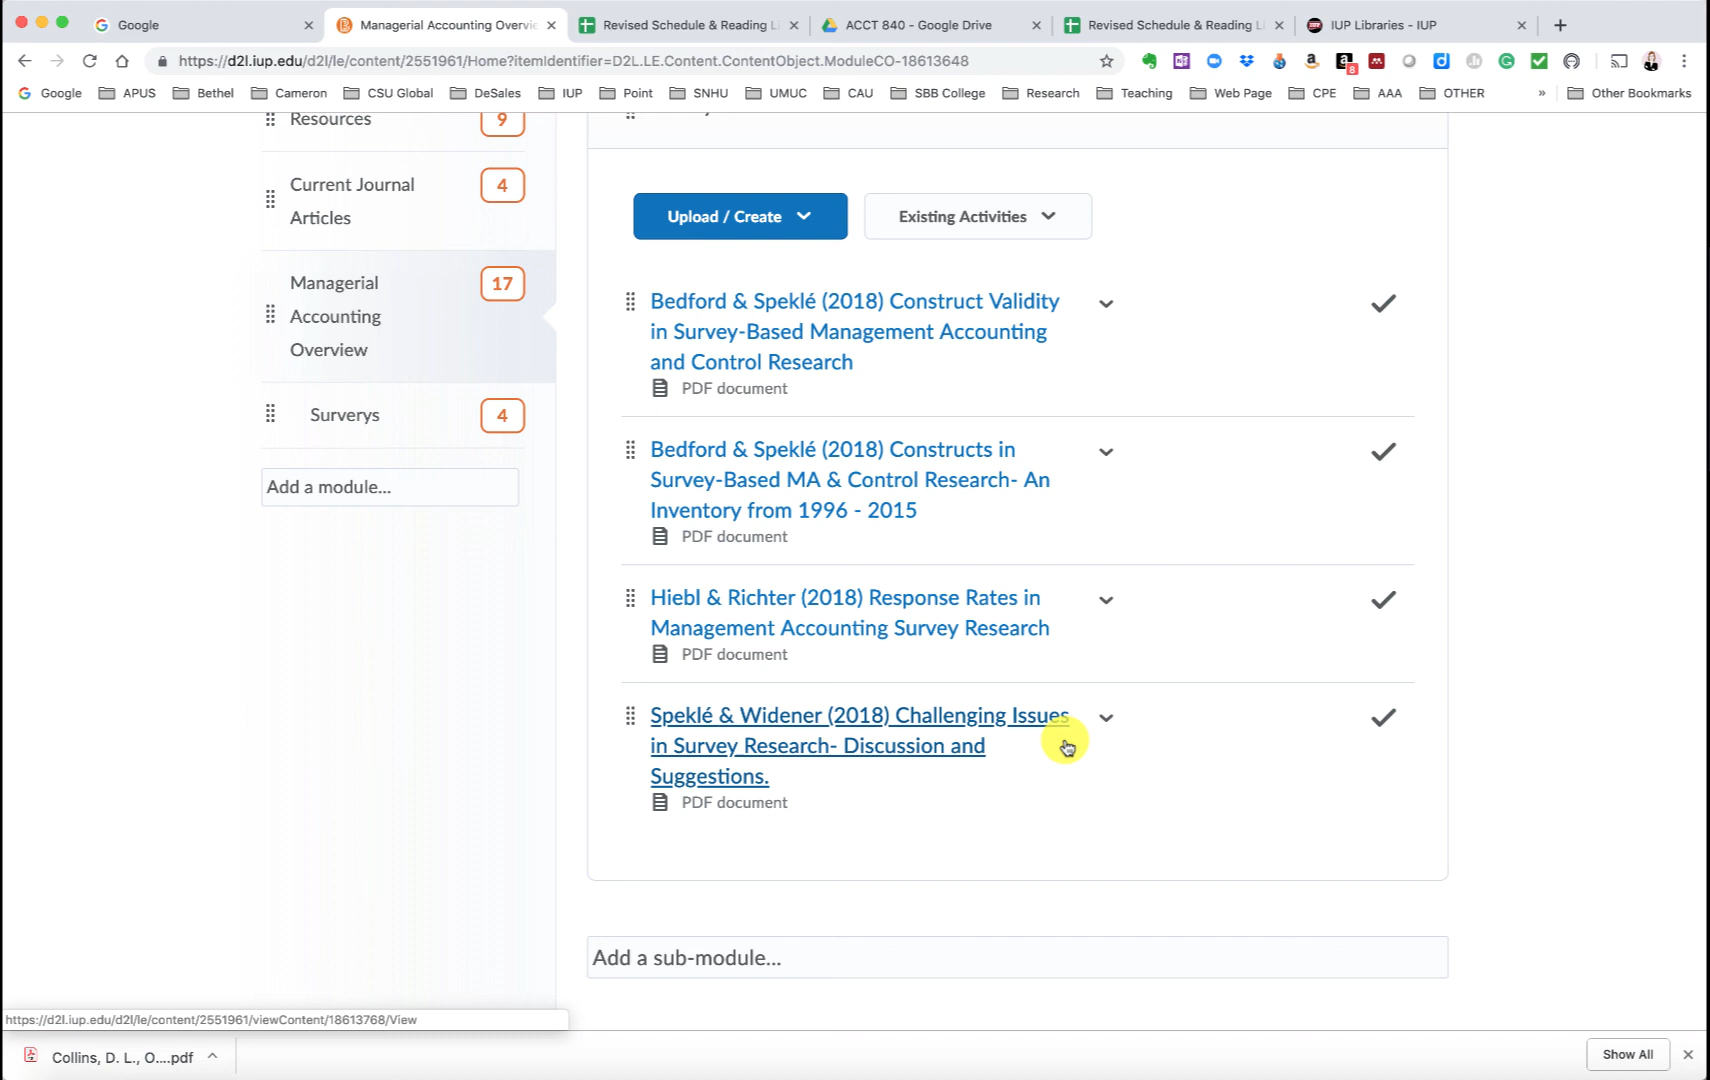 Google
Managerial Accounting Overvie
Revised Schedule & Reading Li
ACCT 840 - Google Drive
Revised Schedule & Reading Li
IUP Libraries - IUP
https://d2l.iup.edu/d2l/le/content/2551961/Home?itemIdentifier=D2L.LE.Content.ContentObject.ModuleCO-18613648
8
Google
APUS
Bethel
Cameron
CSU Global
DeSales
IUP
Point
SNHU
UMUC
CAU
SBB College
Research
Teaching
Web Page
CPE
AAA
OTHER
»
Other Bookmarks
Resources
9
Current Journal
Articles
4
Managerial
Accounting
Overview
17
Surverys
4
Add a module...
Upload / Create
Existing Activities
Bedford & Speklé (2018) Construct Validity
in Survey-Based Management Accounting
and Control Research
PDF document
Bedford & Speklé (2018) Constructs in
Survey-Based MA & Control Research- An
Inventory from 1996 - 2015
PDF document
Hiebl & Richter (2018) Response Rates in
Management Accounting Survey Research
PDF document
Speklé & Widener (2018) Challenging Issues
in Survey Research- Discussion and
Suggestions.
PDF document
Add a sub-module...
https://d2l.iup.edu/d2l/le/content/2551961/viewContent/18613768/View
Collins, D. L., O....pdf
Show All